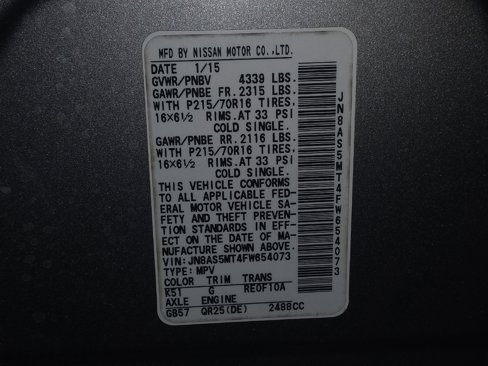 MFD BY NISSAN MOTOR CO.,LTD.
DATE 1/15
GVWR/PNBV 4339 LBS.
GAWR/PNBE FR. 2315 LBS.
WITH P215/70R16 TIRES,
16×6½ RIMS.AT 33 PSI
COLD SINGLE.
GAWR/PNBE RR. 2116 LBS.
WITH P215/70R16 TIRES,
16×6½ RIMS.AT 33 PSI
COLD SINGLE.
THIS VEHICLE CONFORMS
TO ALL APPLICABLE FED-
ERAL MOTOR VEHICLE SA-
FETY AND THEFT PREVEN-
TION STANDARDS IN EFF-
ECT ON THE DATE OF MA-
NUFACTURE SHOWN ABOVE.
VIN:JN8AS5MT4FW654073
TYPE: MPV
COLOR TRIM TRANS
K51 G RE0F10A
AXLE ENGINE
GB57 QR25(DE) 2488CC
JN8AS5MT4FW654073